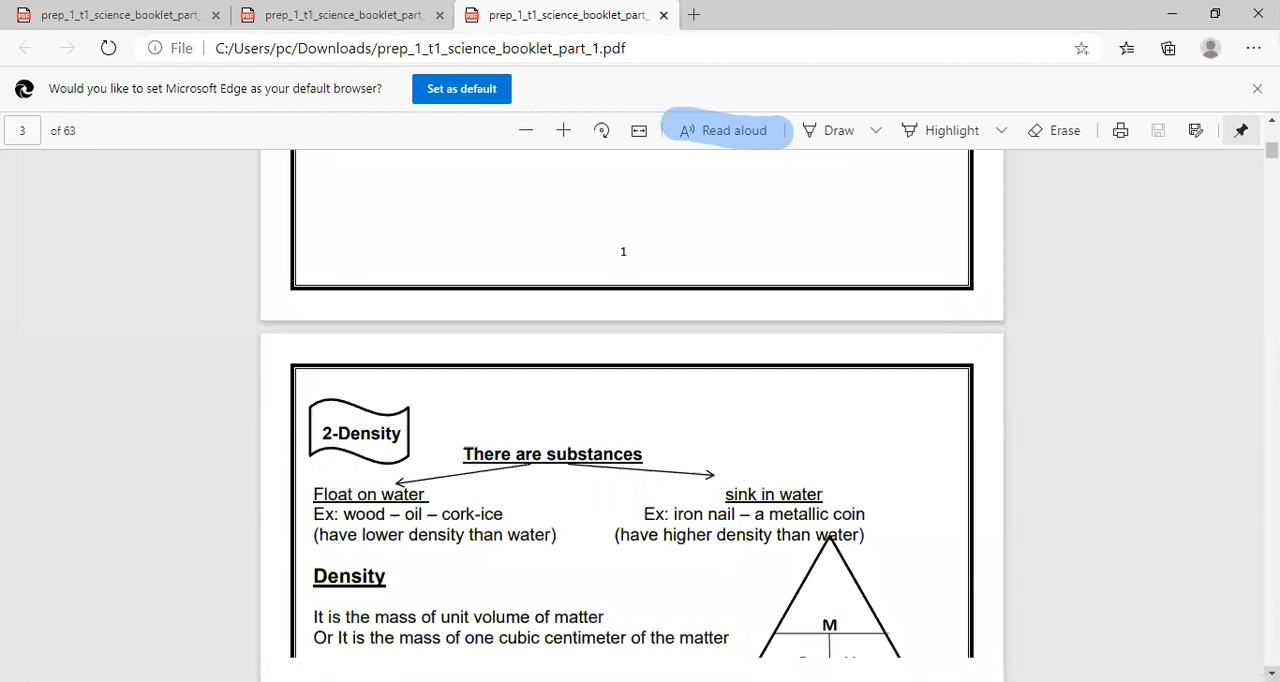 prep_1_t1_science_booklet_part_
prep_1_t1_science_booklet_part_
prep_1_t1_science_booklet_part_
File
C:/Users/pc/Downloads/prep_1_t1_science_booklet_part_1.pdf
Would you like to set Microsoft Edge as your default browser?
Set as default
3 of 63
Read aloud
Draw
Highlight
Erase
1
2-Density
There are substances
Float on water
sink in water
Ex: wood – oil – cork-ice
Ex: iron nail – a metallic coin
(have lower density than water)
(have higher density than water)
Density
It is the mass of unit volume of matter
M
Or It is the mass of one cubic centimeter of the matter